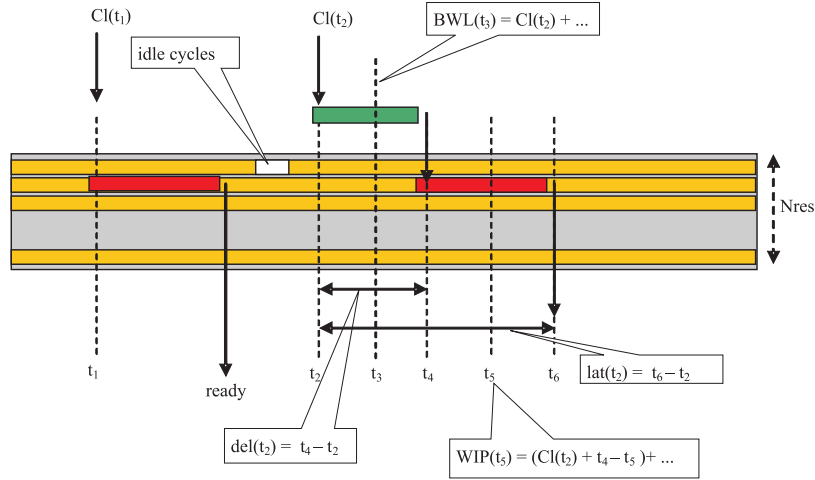 Cl(t1)
Cl(t2)
BWL(t3) = Cl(t2) + ...
idle cycles
Nres
t1
t2
t3
t4
t5
t6
ready
lat(t2) = t6 – t2
del(t2) = t4 – t2
WIP(t5) = (Cl(t2) + t4 – t5 )+ ...